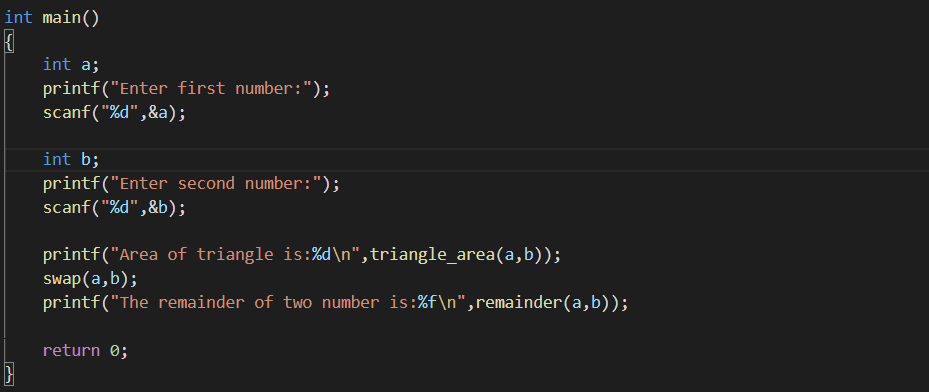 int main()
{
    int a;
    printf("Enter first number:");
    scanf("%d",&a);

    int b;
    printf("Enter second number:");
    scanf("%d",&b);

    printf("Area of triangle is:%d\n",triangle_area(a,b));
    swap(a,b);
    printf("The remainder of two number is:%f\n",remainder(a,b));

    return 0;
}